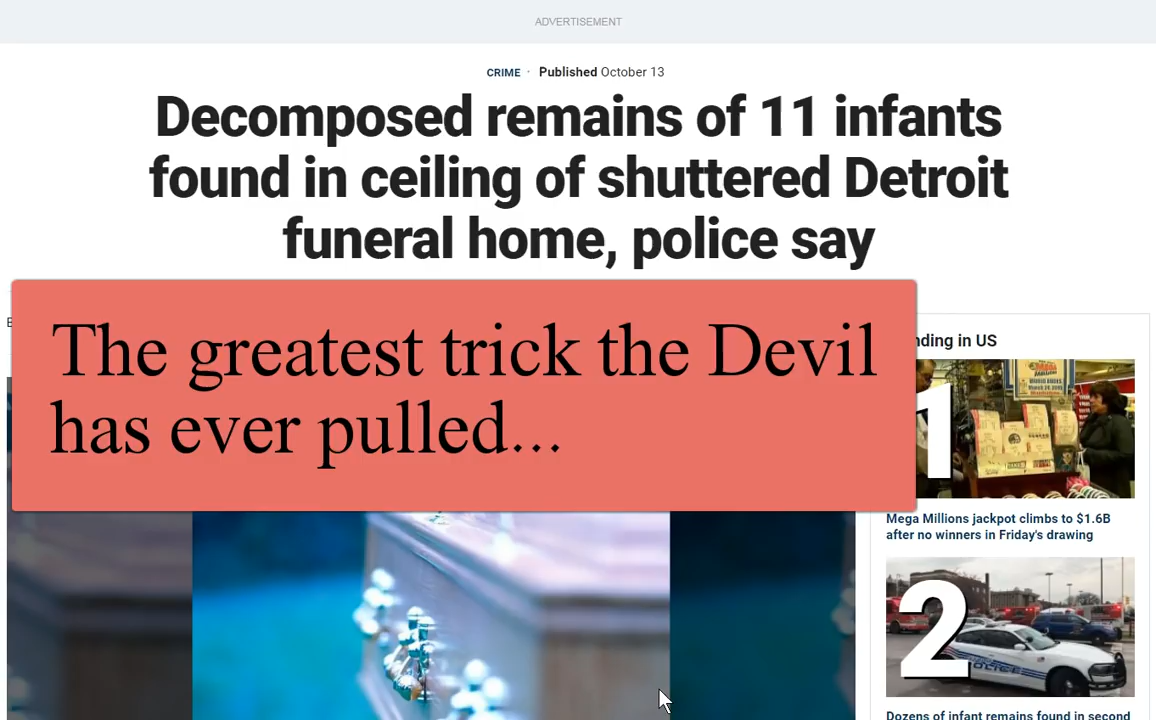 ADVERTISEMENT
CRIME · Published October 13
Decomposed remains of 11 infants
found in ceiling of shuttered Detroit
funeral home, police say
The greatest trick the Devil
has ever pulled...
nding in US
1
Mega Millions jackpot climbs to $1.6B
after no winners in Friday's drawing
2
Dozens of infant remains found in second